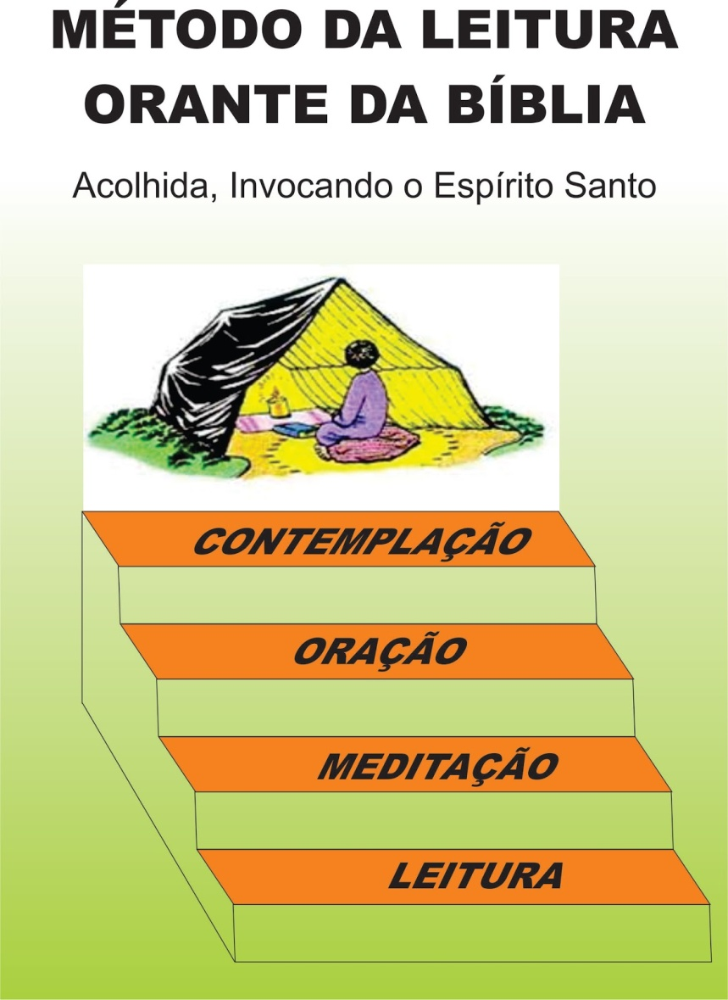 MÉTODO DA LEITURA
ORANTE DA BÍBLIA
Acolhida, Invocando o Espírito Santo
CONTEMPLAÇÃO
ORAÇÃO
MEDITAÇÃO
LEITURA